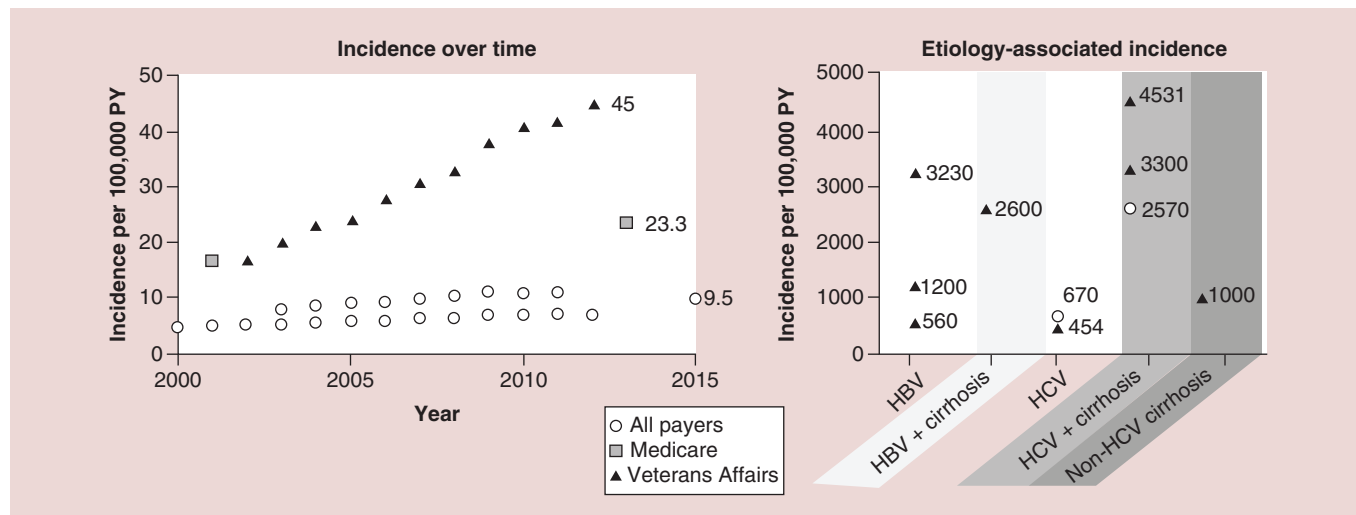 Incidence over time
Incidence per 100,000 PY
50
40
30
20
10
0
45
23.3
9.5
2000
2005
2010
2015
Year
All payers
Medicare
Veterans Affairs
Etiology-associated incidence
Incidence per 100,000 PY
5000
4000
3000
2000
1000
0
3230
1200
560
2600
670
454
4531
3300
2570
1000
HBV
HBV + cirrhosis
HCV
HCV + cirrhosis
Non-HCV cirrhosis